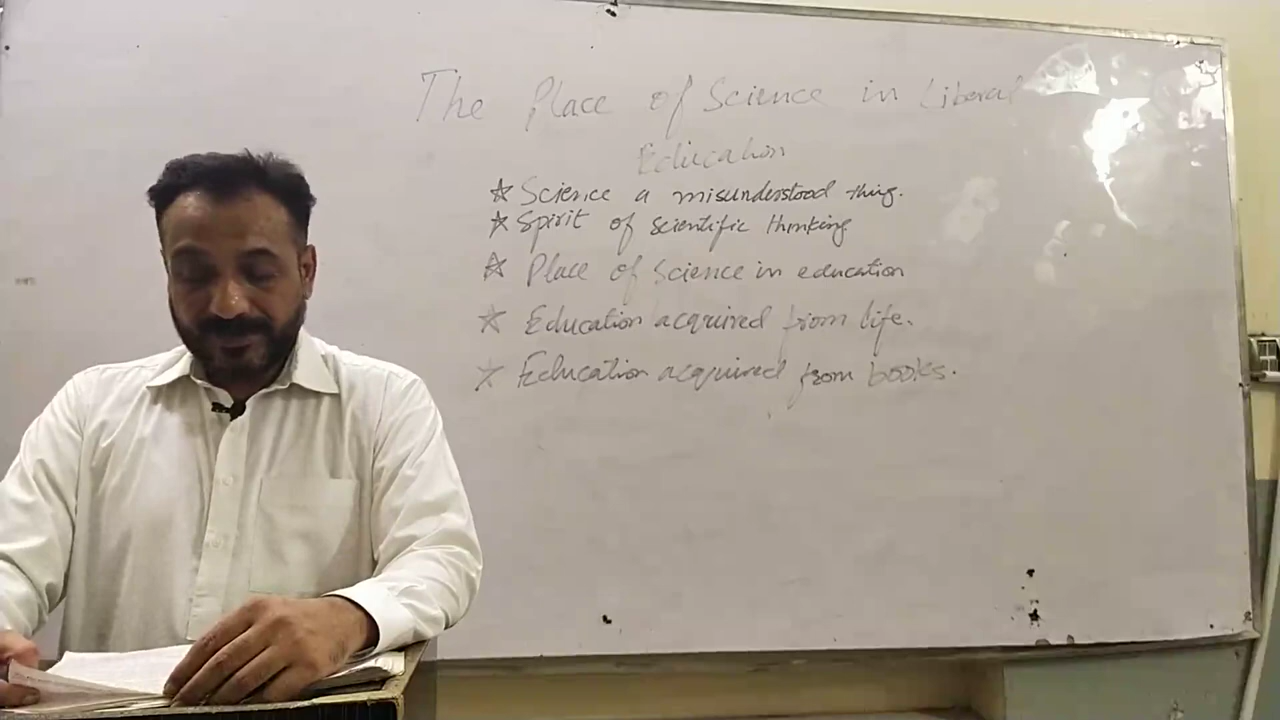 The Place of Science in Liberal
Education
☆ Science a misunderstood thing.
☆ Spirit of scientific thinking
☆ Place of Science in education
☆ Education acquired from life.
☆ Education acquired from books.